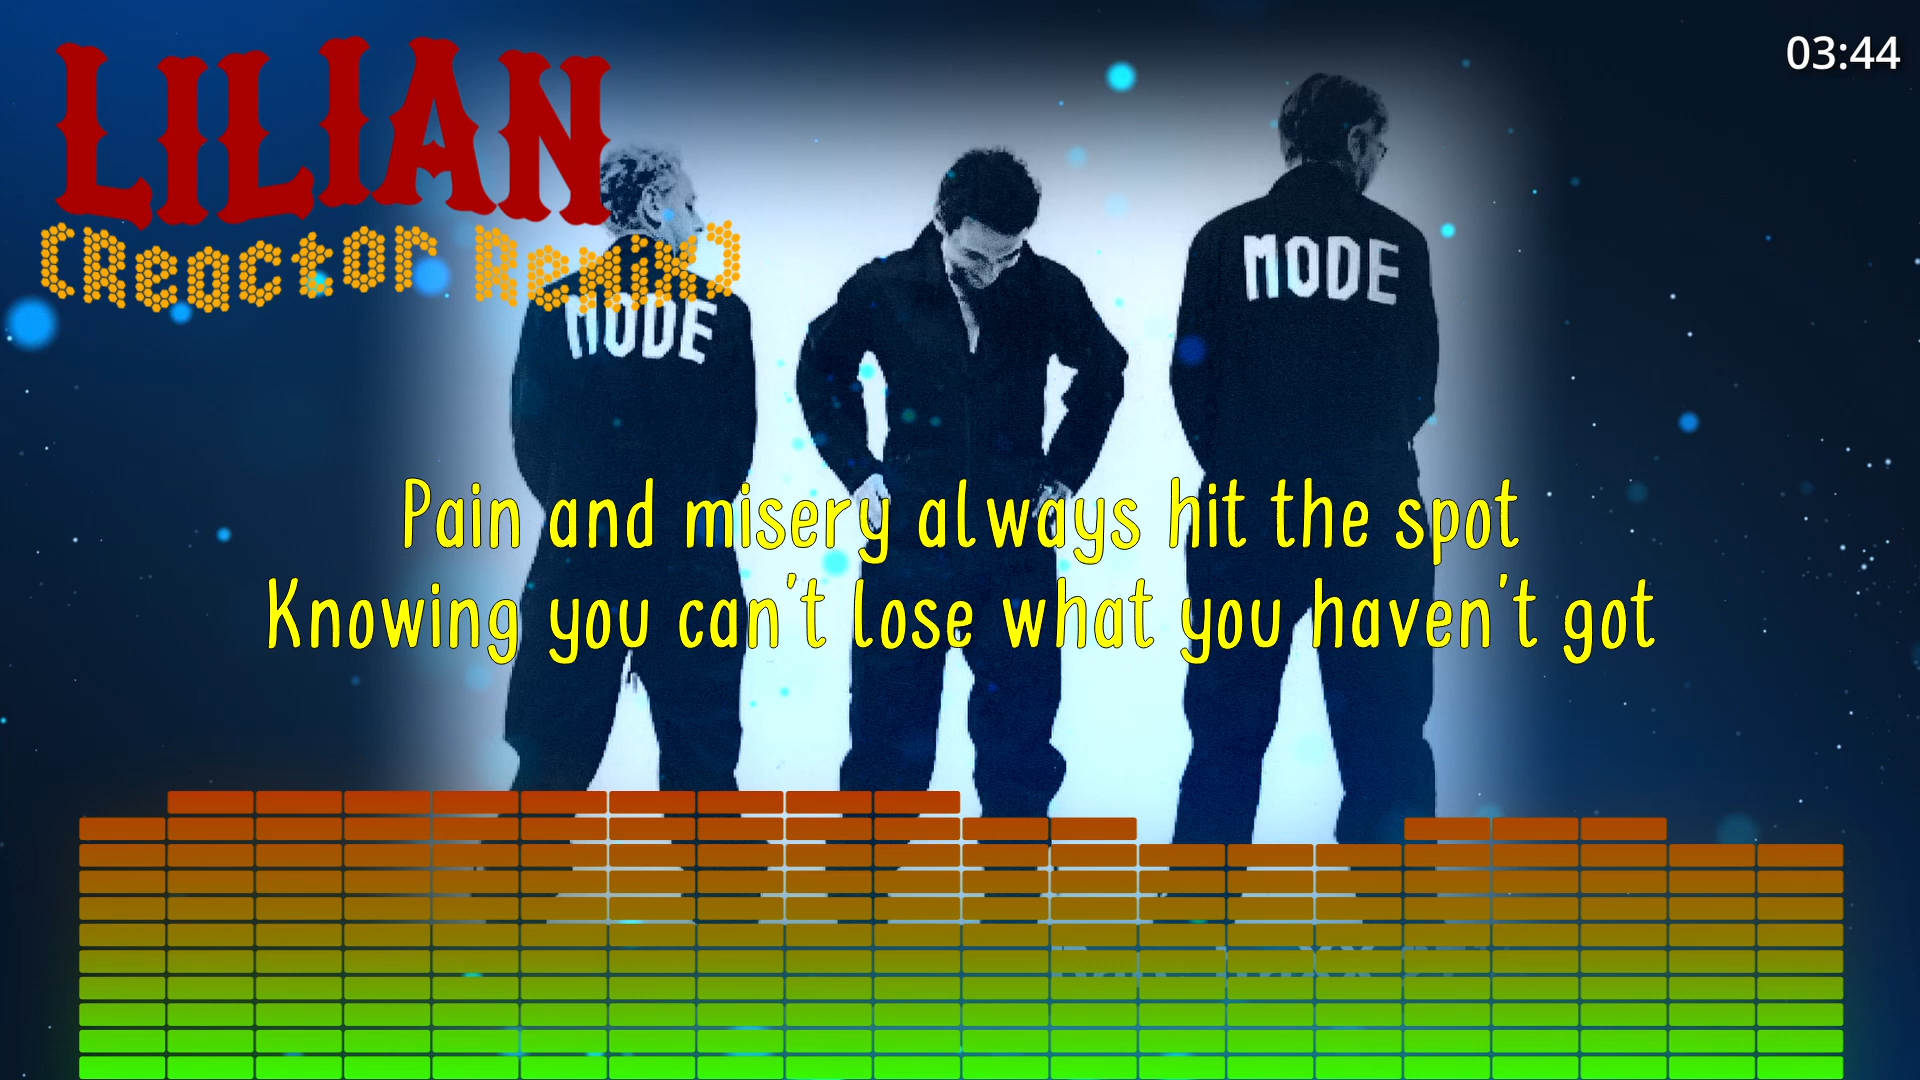 LILIAN
03:44
(Reactor Remix)
MODE
MODE
Pain and misery always hit the spot
Knowing you can't lose what you haven't got